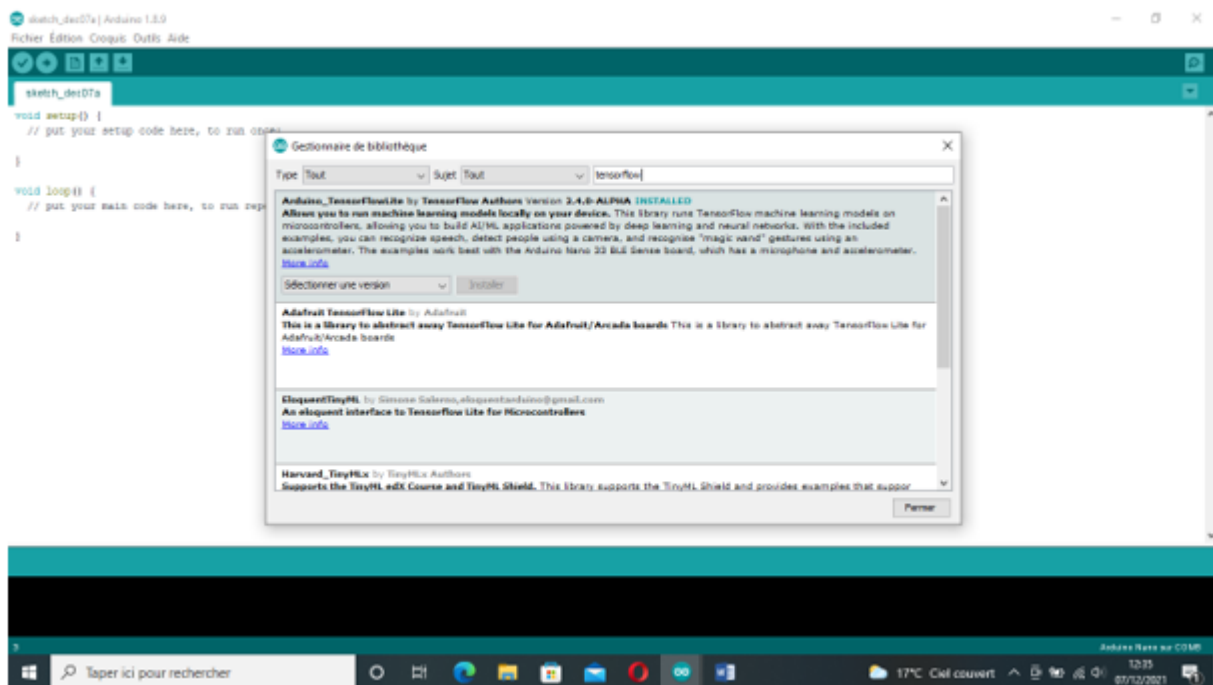 sketch_dec07a | Arduino 1.8.9
Fichier Édition Croquis Outils Aide
sketch_dec07a
void setup() {
// put your setup code here, to run once:
}
void loop() {
// put your main code here, to run rep
}
Gestionnaire de bibliothèque
Type Tout Sujet Tout tensorflow
Arduino_TensorFlowLite by TensorFlow Authors Version 2.4.0-ALPHA INSTALLED
Allows you to run machine learning models locally on your device. This library runs TensorFlow machine learning models on
microcontrollers, allowing you to build AI/ML applications powered by deep learning and neural networks. With the included
examples, you can recognize speech, detect people using a camera, and recognise "magic wand" gestures using an
accelerometer. The examples work best with the Arduino Nano 33 BLE Sense board, which has a microphone and accelerometer.
More info
Sélectionner une version Installer
Adafruit TensorFlow Lite by Adafruit
This is a library to abstract away TensorFlow Lite for Adafruit/Arcada boards This is a library to abstract away TensorFlow Lite for
Adafruit/Arcada boards
More info
EloquentTinyML by Simone Salerno,eloquentarduino@gmail.com
An eloquent interface to Tensorflow Lite for Microcontrollers
More info
Harvard_TinyMLx by TinyMLx Authors
Supports the TinyML edX Course and TinyML Shield. This library supports the TinyML Shield and provides examples that suppor
Fermer
Arduino Nano sur COM8
Taper ici pour rechercher
17°C Ciel couvert
12:35
07/12/2021